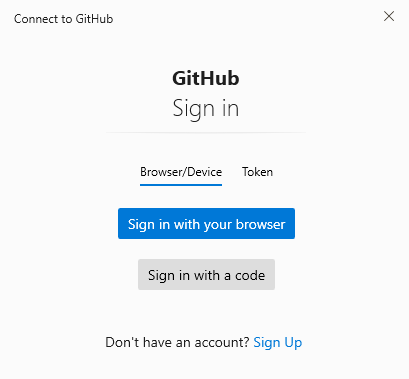 Connect to GitHub
GitHub
Sign in
Browser/Device Token
Sign in with your browser
Sign in with a code
Don't have an account? Sign Up